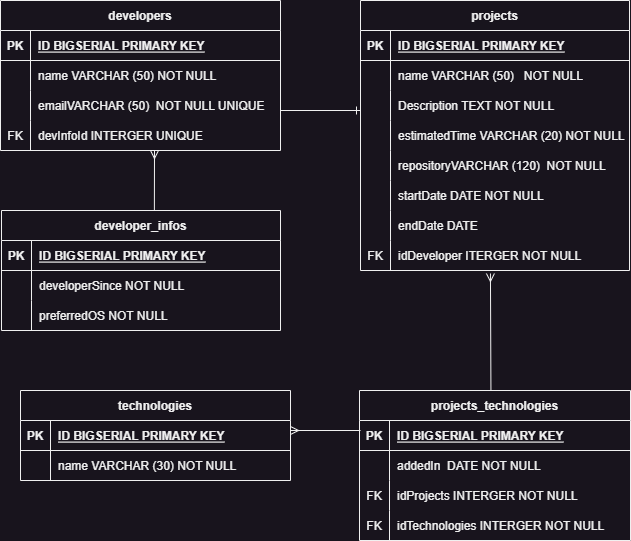 developers
PK ID BIGSERIAL PRIMARY KEY
name VARCHAR (50) NOT NULL
emailVARCHAR (50) NOT NULL UNIQUE
FK devInfoId INTERGER UNIQUE
projects
PK ID BIGSERIAL PRIMARY KEY
name VARCHAR (50) NOT NULL
Description TEXT NOT NULL
estimatedTime VARCHAR (20) NOT NULL
repositoryVARCHAR (120) NOT NULL
startDate DATE NOT NULL
endDate DATE
FK idDeveloper ITERGER NOT NULL
developer_infos
PK ID BIGSERIAL PRIMARY KEY
developerSince NOT NULL
preferredOS NOT NULL
technologies
PK ID BIGSERIAL PRIMARY KEY
name VARCHAR (30) NOT NULL
projects_technologies
PK ID BIGSERIAL PRIMARY KEY
addedIn DATE NOT NULL
FK idProjects INTERGER NOT NULL
FK idTechnologies INTERGER NOT NULL